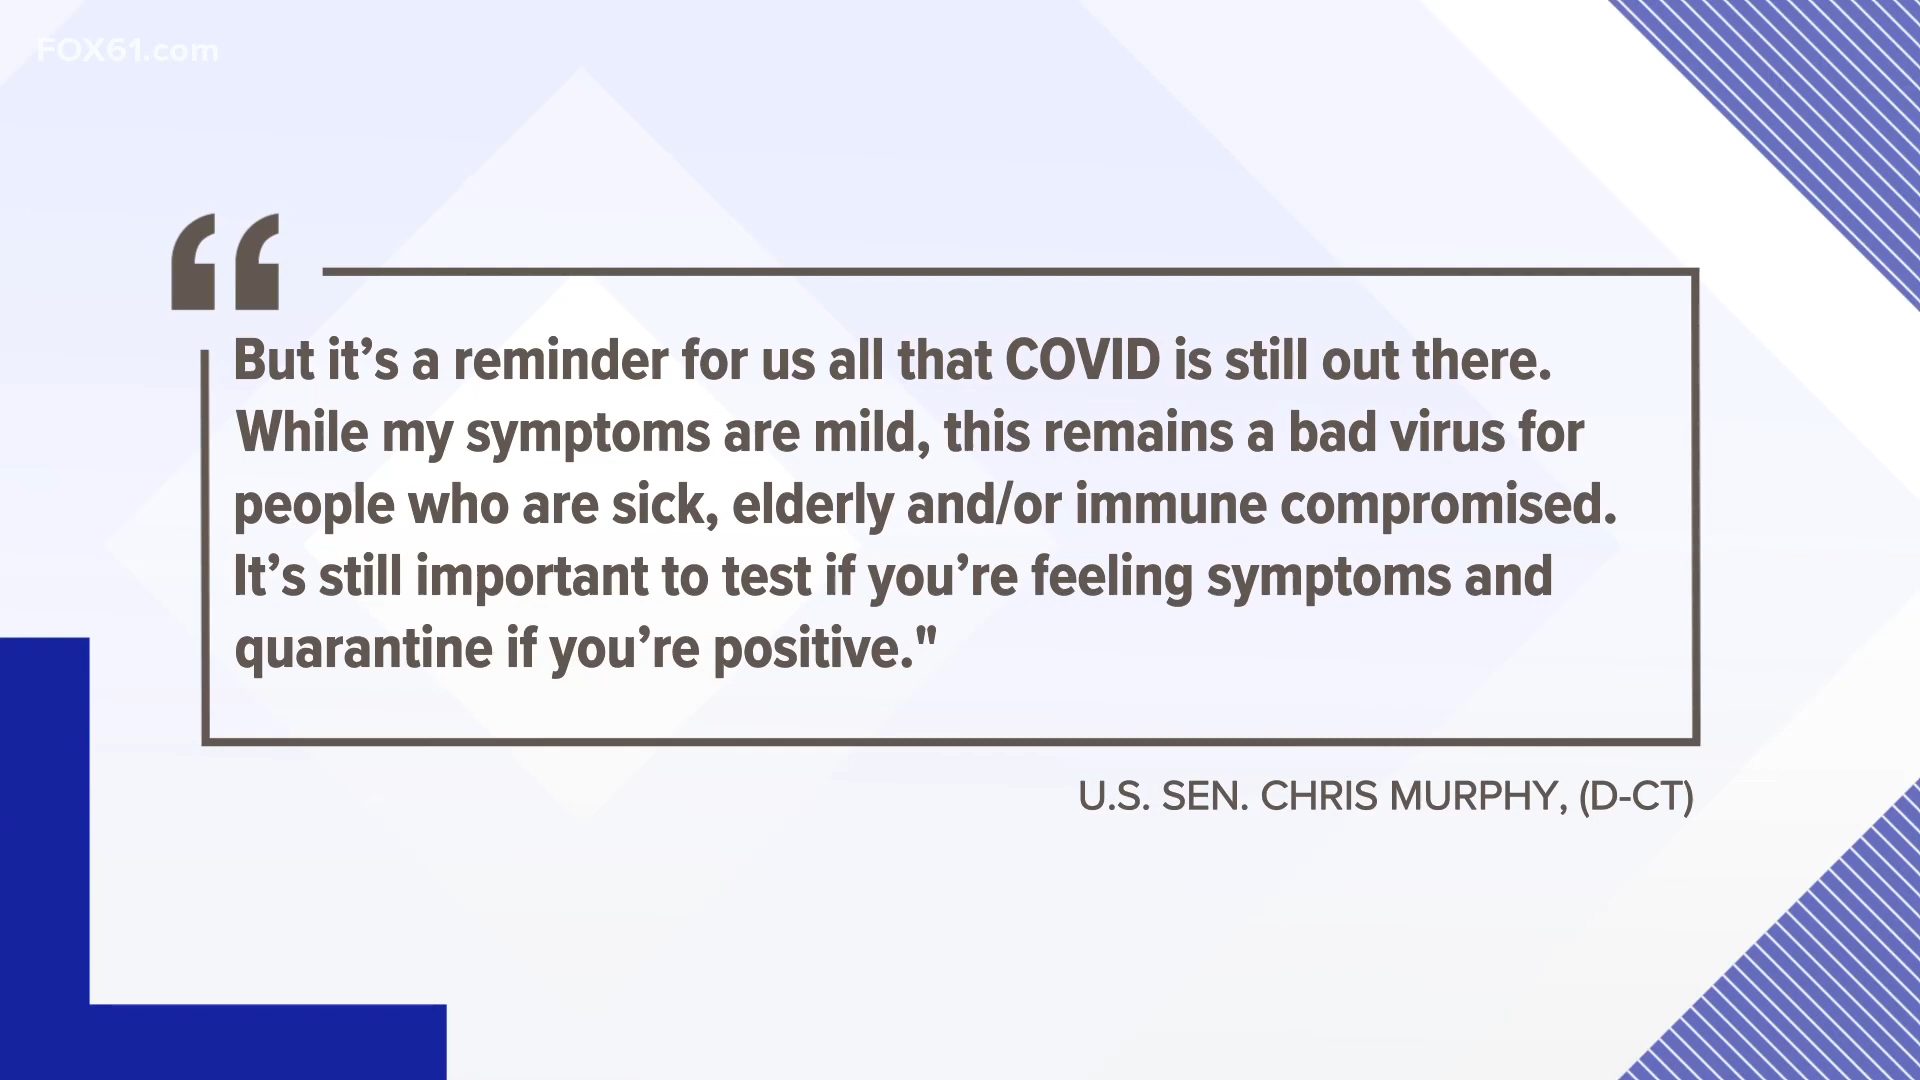 FOX61.com
“
But it’s a reminder for us all that COVID is still out there.
While my symptoms are mild, this remains a bad virus for
people who are sick, elderly and/or immune compromised.
It’s still important to test if you’re feeling symptoms and
quarantine if you’re positive."
U.S. SEN. CHRIS MURPHY, (D-CT)